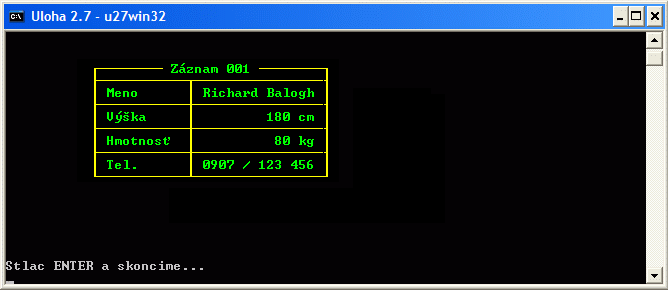 Uloha 2.7 - u27win32
Záznam 001
Meno Richard Balogh
Výška 180 cm
Hmotnosť 80 kg
Tel. 0907 / 123 456
Stlac ENTER a skoncime...